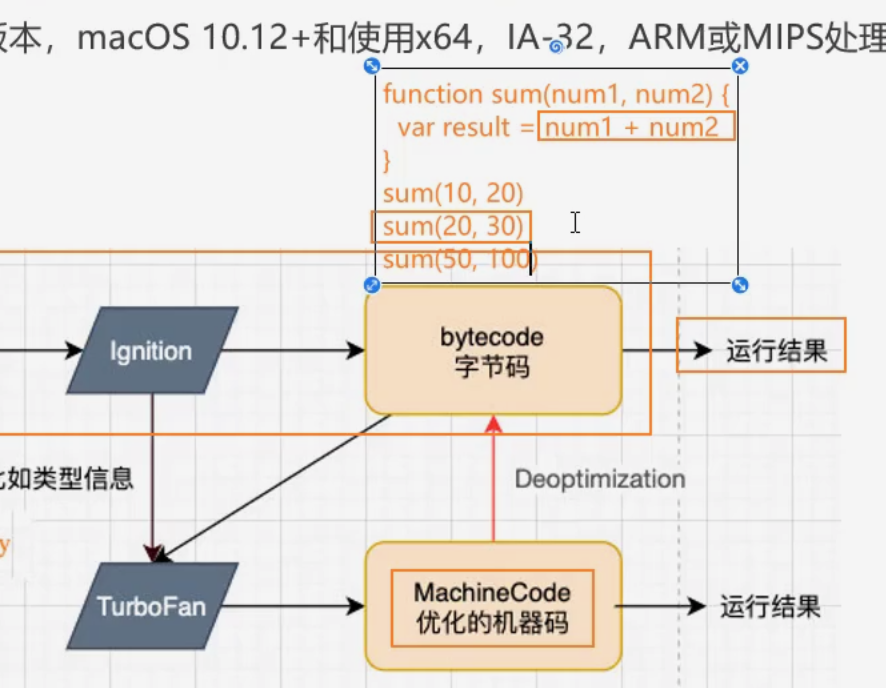 版本，macOS 10.12+和使用x64，IA-32，ARM或MIPS处理
function sum(num1, num2) {
var result = num1 + num2
}
sum(10, 20)
sum(20, 30)
sum(50, 100)
Ignition
bytecode
字节码
运行结果
比如类型信息
Deoptimization
y
TurboFan
MachineCode
优化的机器码
运行结果